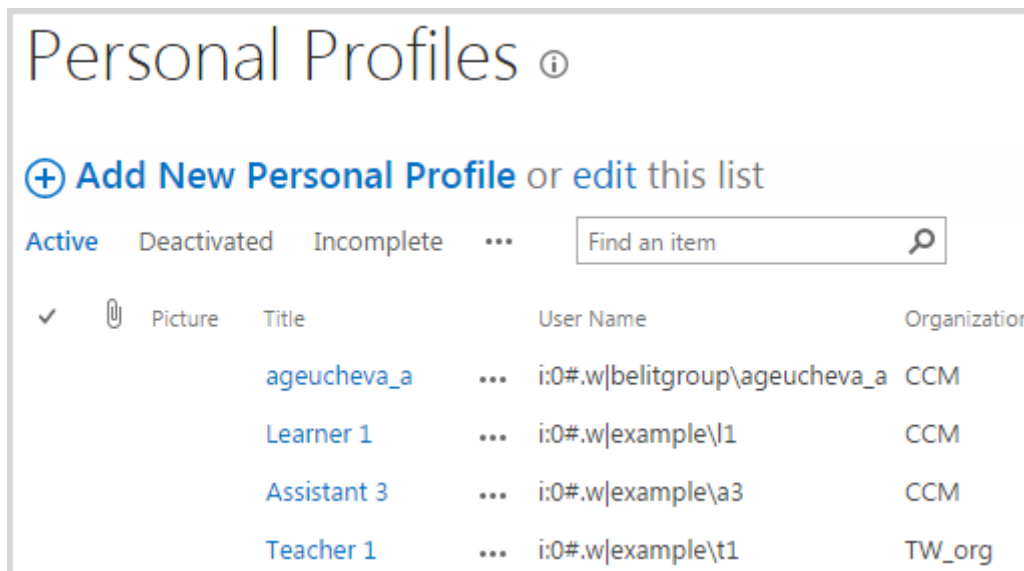 Personal Profiles
Add New Personal Profile or edit this list
Active Deactivated Incomplete ... Find an item
Picture Title User Name Organization
ageucheva_a ... i:0#.w|belitgroup\ageucheva_a CCM
Learner 1 ... i:0#.w|example\l1 CCM
Assistant 3 ... i:0#.w|example\a3 CCM
Teacher 1 ... i:0#.w|example\t1 TW_org